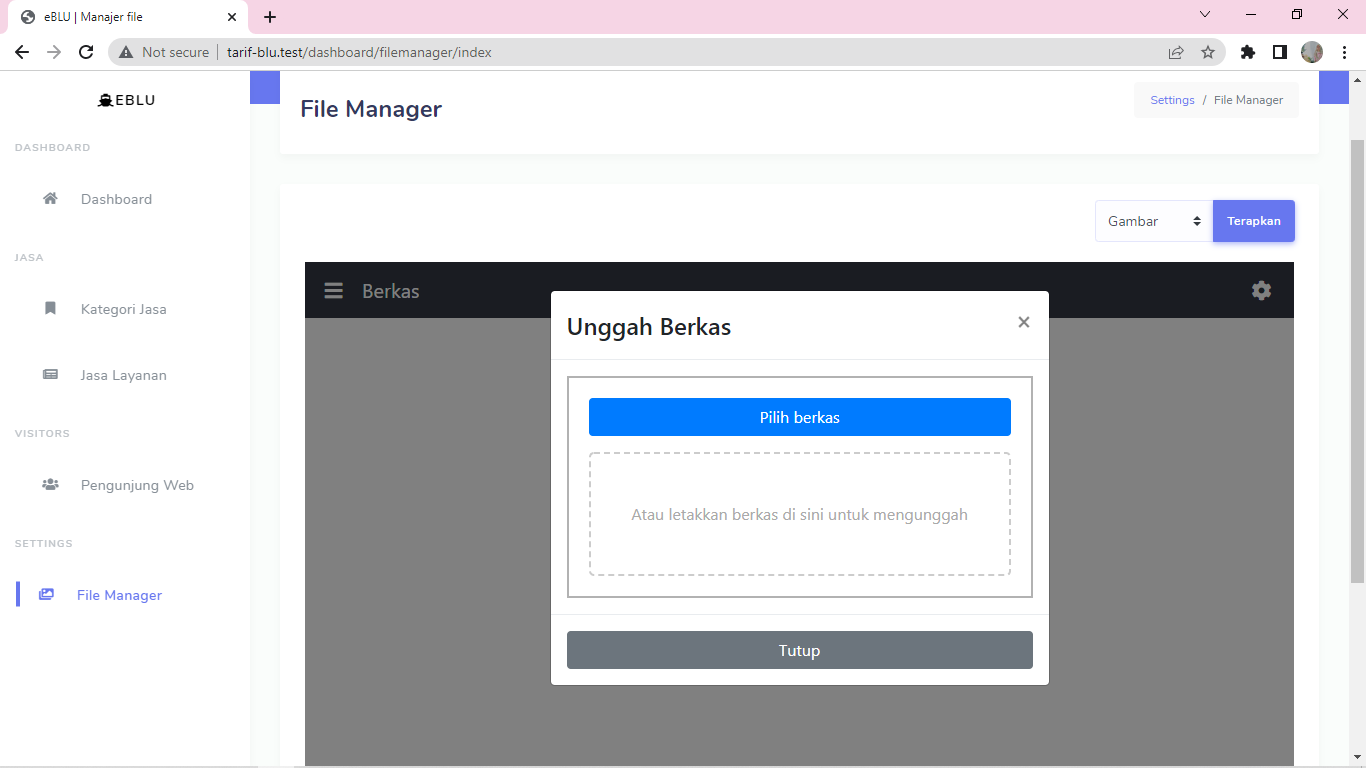 eBLU | Manajer file
Not secure
tarif-blu.test/dashboard/filemanager/index
EBLU
DASHBOARD
Dashboard
JASA
Kategori Jasa
Jasa Layanan
VISITORS
Pengunjung Web
SETTINGS
File Manager
File Manager
Settings / File Manager
Gambar
Terapkan
Berkas
Unggah Berkas
×
Pilih berkas
Atau letakkan berkas di sini untuk mengunggah
Tutup